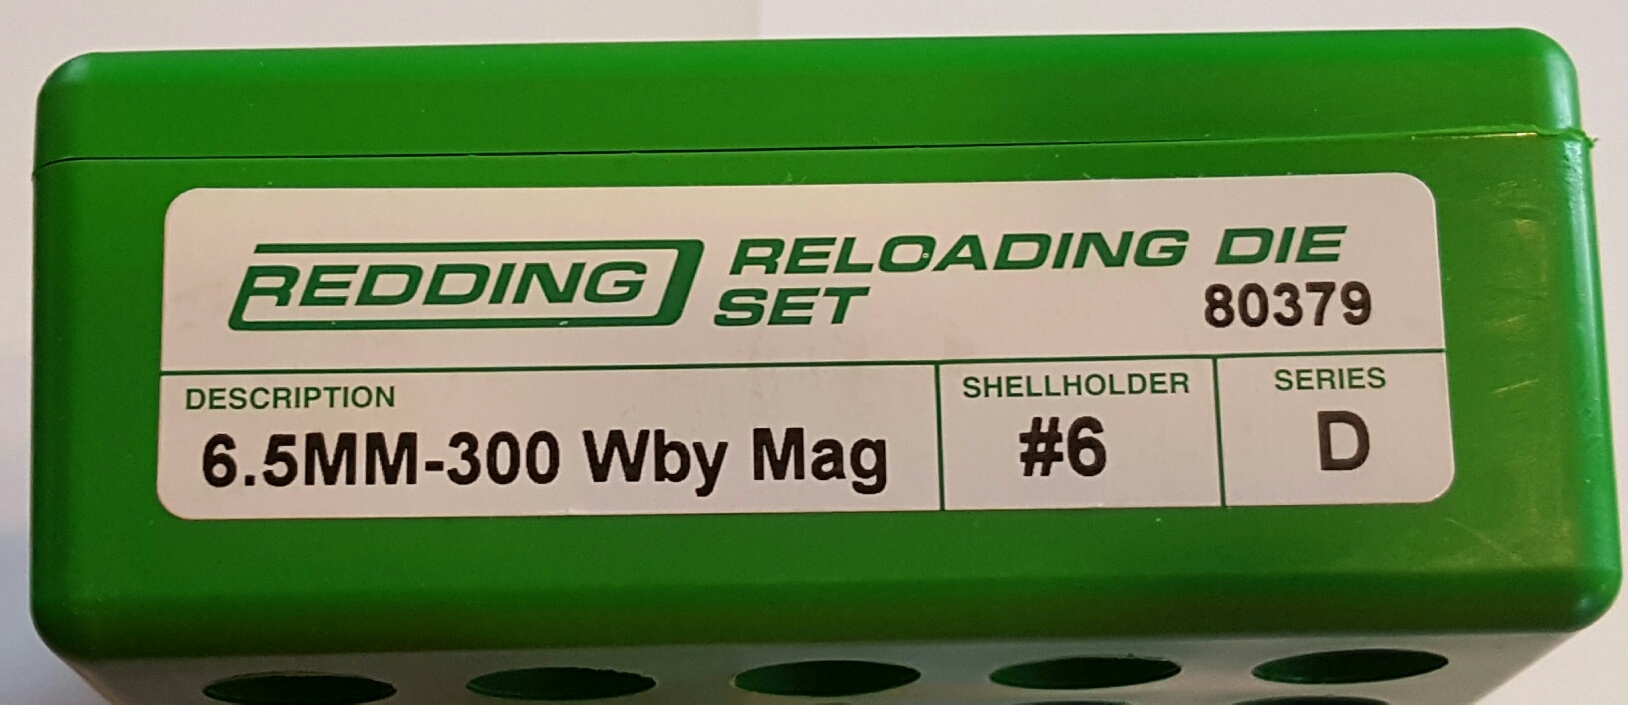 REDDING RELOADING DIE
SET 80379
DESCRIPTION SHELLHOLDER SERIES
6.5MM-300 Wby Mag #6 D